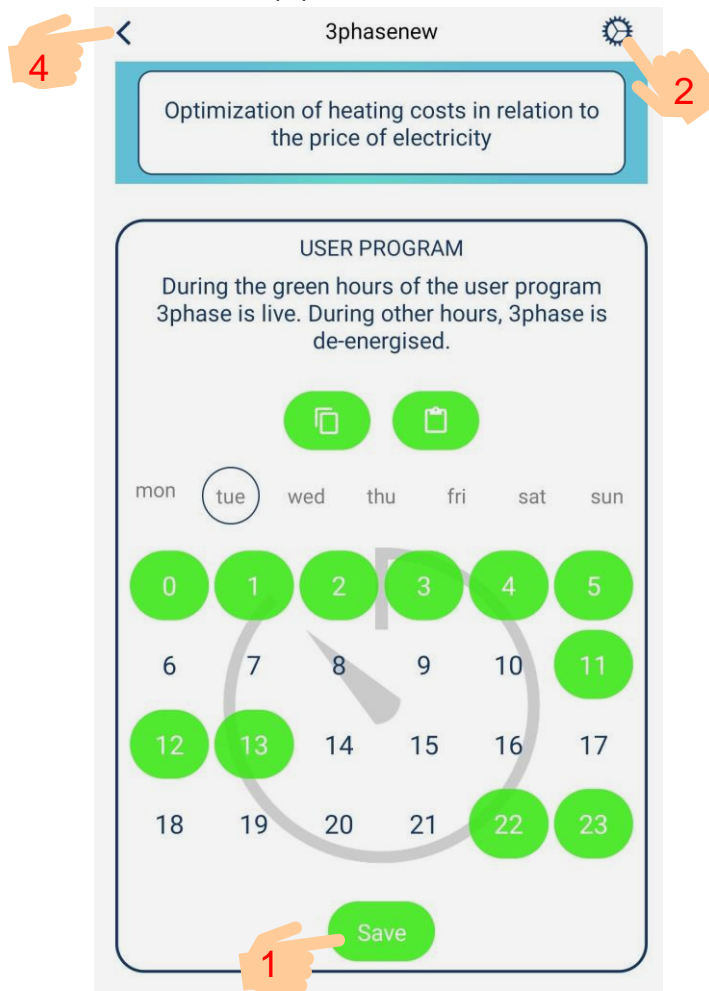 3phasenew
4
2
Optimization of heating costs in relation to
the price of electricity
USER PROGRAM
During the green hours of the user program
3phase is live. During other hours, 3phase is
de-energised.
mon tue wed thu fri sat sun
0 1 2 3 4 5
6 7 8 9 10 11
12 13 14 15 16 17
18 19 20 21 22 23
Save
1